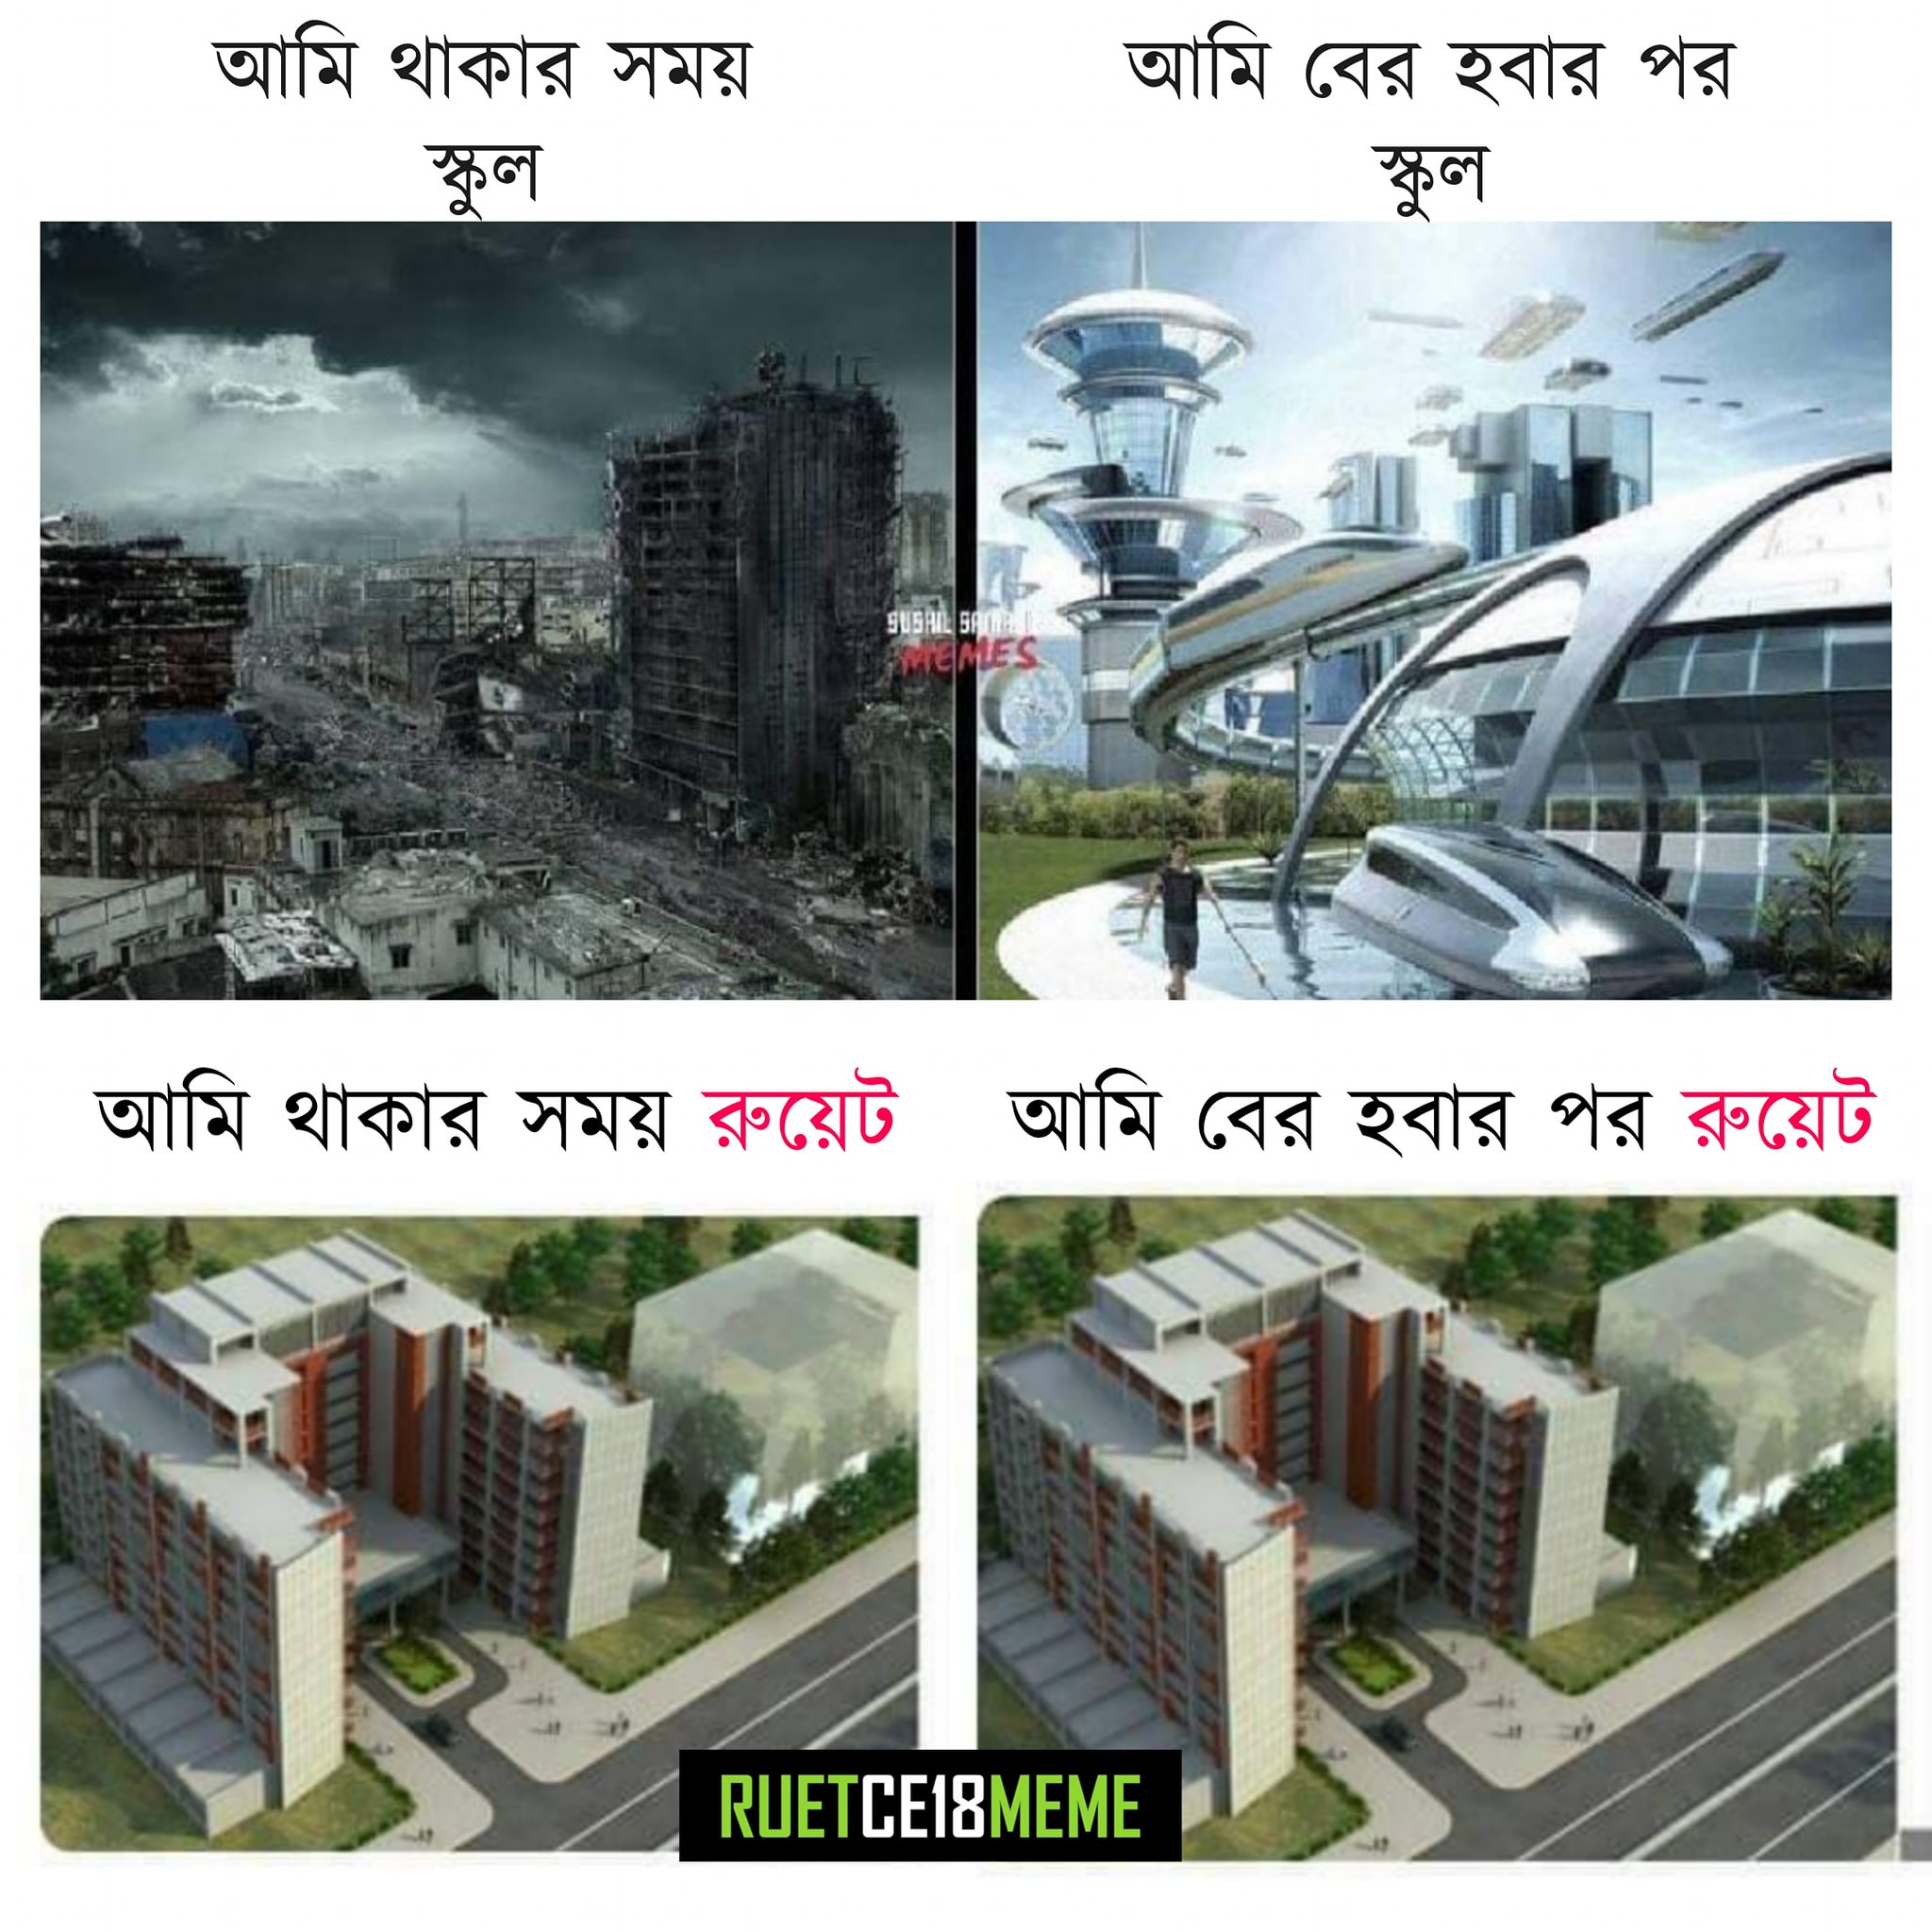 আমি থাকার সময়
স্কুল
আমি বের হবার পর
স্কুল
MEMES
আমি থাকার সময় রুয়েট
আমি বের হবার পর রুয়েট
RUETCE18MEME